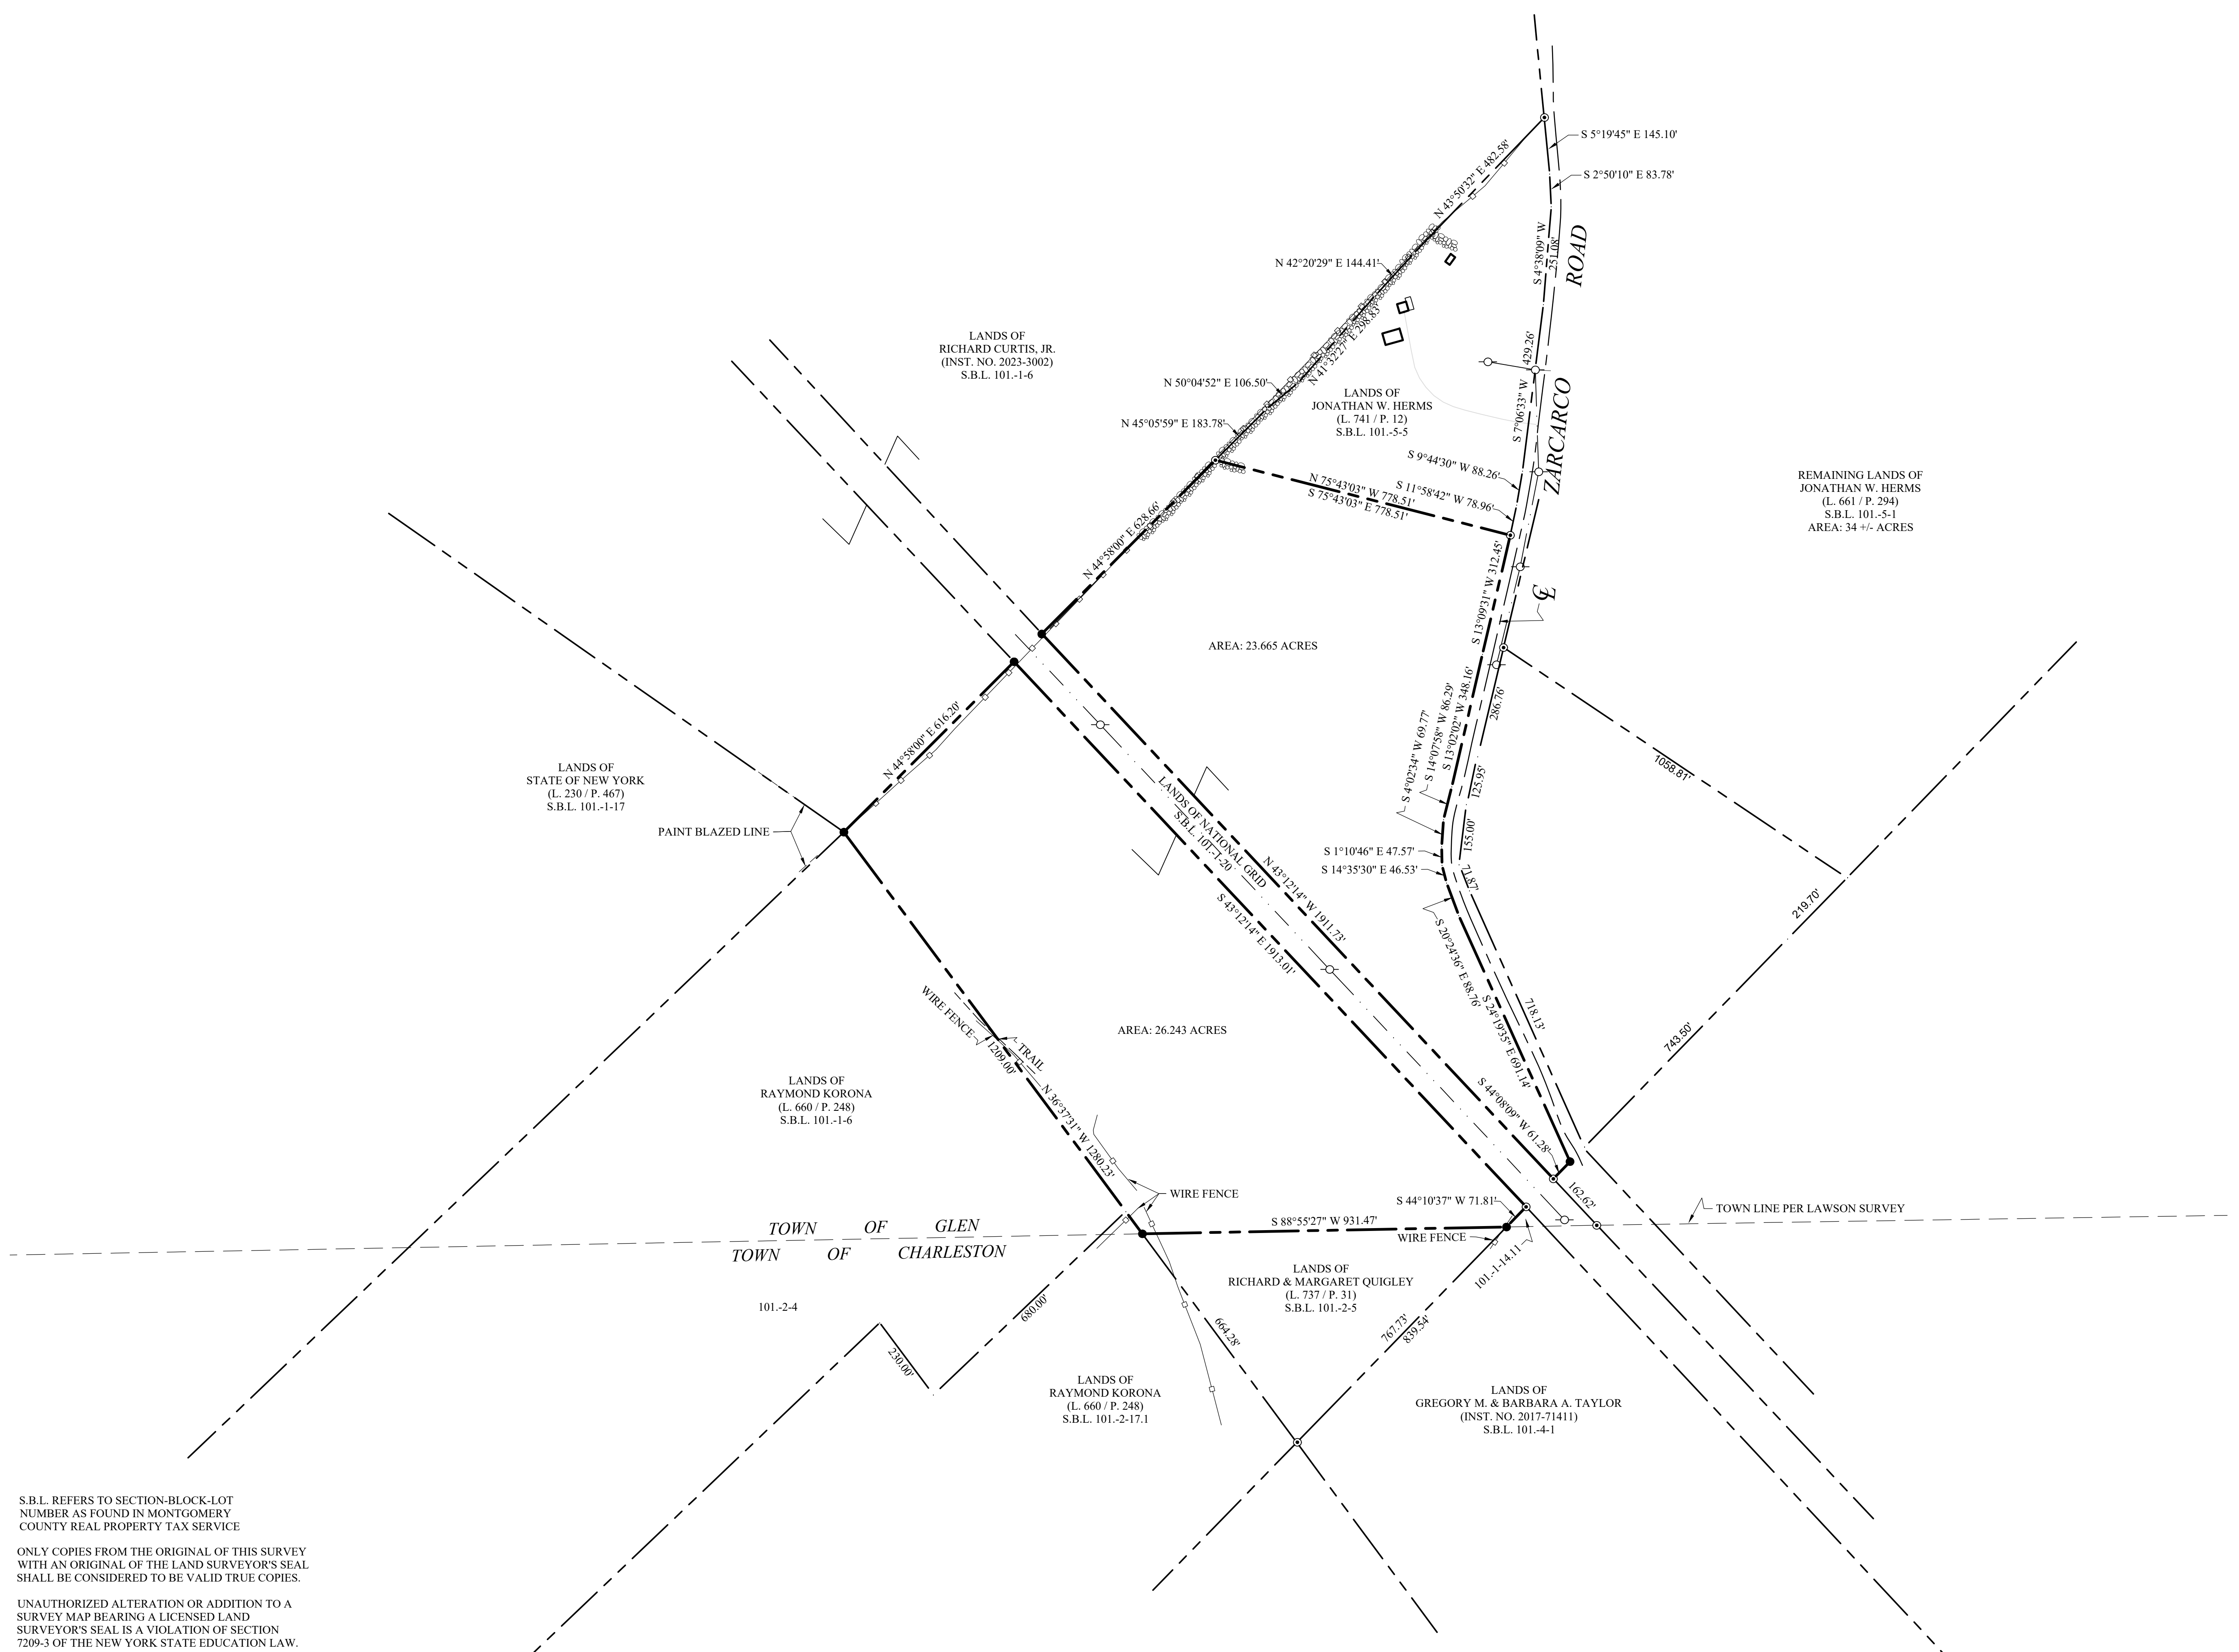 S 5°19'45" E 145.10'
S 2°50'10" E 83.78'
N 43°50'32" E 482.58'
S 4°38'09" W
251.08'
ROAD
N 42°20'29" E 144.41'
N 41°32'27" E 298.83'
LANDS OF
RICHARD CURTIS, JR.
(INST. NO. 2023-3002)
S.B.L. 101.-1-6
429.26'
S 7°06'33" W
ZARCARCO
N 50°04'52" E 106.50'
LANDS OF
JONATHAN W. HERMS
(L. 741 / P. 12)
S.B.L. 101.-5-5
N 45°05'59" E 183.78'
S 9°44'30" W 88.26'
S 11°58'42" W 78.96'
N 75°43'03" W 778.51'
S 75°43'03" E 778.51'
REMAINING LANDS OF
JONATHAN W. HERMS
(L. 661 / P. 294)
S.B.L. 101.-5-1
AREA: 34 +/- ACRES
N 44°58'00" E 628.66'
S 13°09'31" W 312.45'
℄
AREA: 23.665 ACRES
N 44°58'00" E 616.20'
S 4°02'34" W 69.77'
S 14°07'58" W 86.29'
S 13°02'02" W 348.16'
286.76'
125.95'
155.00'
71.87'
1058.81'
LANDS OF
STATE OF NEW YORK
(L. 230 / P. 467)
S.B.L. 101.-1-17
PAINT BLAZED LINE
LANDS OF NATIONAL GRID
S.B.L. 101.-1-20
N 43°12'14" W 1911.73'
S 43°12'14" E 1913.01'
S 1°10'46" E 47.57'
S 14°35'30" E 46.53'
S 20°24'36" E 88.76'
S 24°19'35" E 691.14'
718.13'
219.70'
743.50'
WIRE FENCE
TRAIL
1209.00'
AREA: 26.243 ACRES
N 36°37'31" W 1280.23'
LANDS OF
RAYMOND KORONA
(L. 660 / P. 248)
S.B.L. 101.-1-6
S 44°08'09" W 61.28'
162.62'
WIRE FENCE
S 44°10'37" W 71.81'
TOWN LINE PER LAWSON SURVEY
TOWN OF GLEN
S 88°55'27" W 931.47'
WIRE FENCE
TOWN OF CHARLESTON
101.-1-14.11
LANDS OF
RICHARD & MARGARET QUIGLEY
(L. 737 / P. 31)
S.B.L. 101.-2-5
101.-2-4
680.00'
230.00'
664.28'
767.73'
839.54'
LANDS OF
RAYMOND KORONA
(L. 660 / P. 248)
S.B.L. 101.-2-17.1
LANDS OF
GREGORY M. & BARBARA A. TAYLOR
(INST. NO. 2017-71411)
S.B.L. 101.-4-1
S.B.L. REFERS TO SECTION-BLOCK-LOT
NUMBER AS FOUND IN MONTGOMERY
COUNTY REAL PROPERTY TAX SERVICE
ONLY COPIES FROM THE ORIGINAL OF THIS SURVEY
WITH AN ORIGINAL OF THE LAND SURVEYOR'S SEAL
SHALL BE CONSIDERED TO BE VALID TRUE COPIES.
UNAUTHORIZED ALTERATION OR ADDITION TO A
SURVEY MAP BEARING A LICENSED LAND
SURVEYOR'S SEAL IS A VIOLATION OF SECTION
7209-3 OF THE NEW YORK STATE EDUCATION LAW.